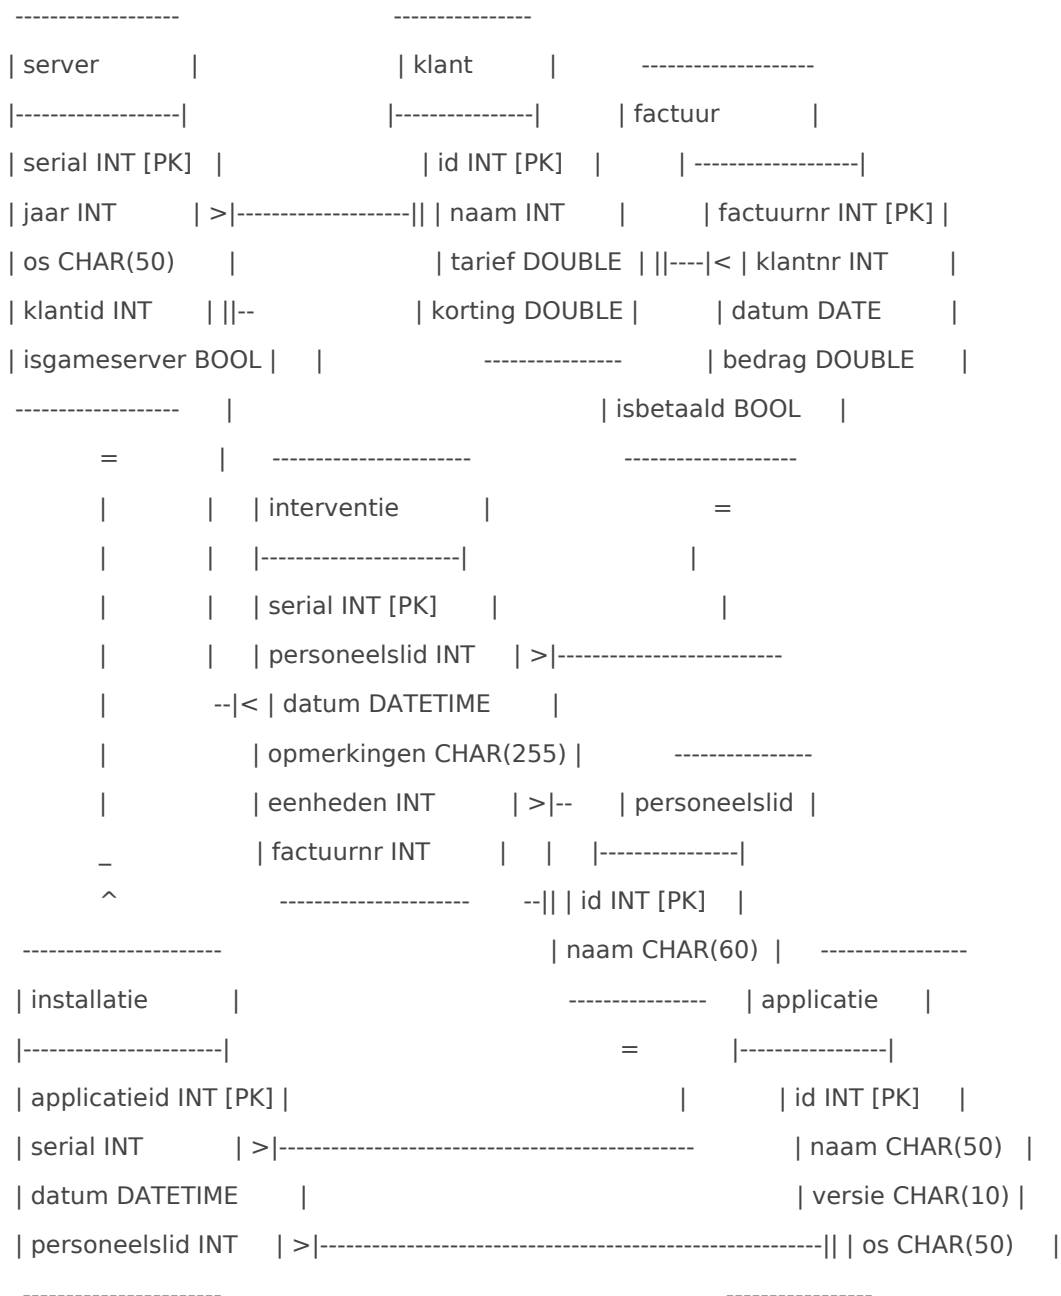 -------------------                               ----------------
| server             |                            | klant          |            --------------------
|-------------------|                            |----------------|          | factuur            |
| serial INT [PK]   |                            | id INT [PK]    |          | -------------------|
| jaar INT          | >|--------------------|| | naam INT       |          | factuurnr INT [PK] |
| os CHAR(50)       |                            | tarief DOUBLE  | ||----|< | klantnr INT        |
| klantid INT       | ||--                       | korting DOUBLE |          | datum DATE         |
| isgameserver BOOL |     |                       ----------------           | bedrag DOUBLE      |
 -------------------      |                                                 | isbetaald BOOL     |
 =                |      -----------------------                    --------------------
 |                |     | interventie           |                             =
 |                |     |-----------------------|                             |
 |                |     | serial INT [PK]       |                             |
 |                |     | personeelslid INT     | >|--------------------------
 |                 --|< | datum DATETIME        |
 |                      | opmerkingen CHAR(255) |            ----------------
 |                      | eenheden INT          | >|--      | personeelslid  |
 _                      | factuurnr INT         |     |     |----------------|
 ^                       ----------------------       --|| | id INT [PK]    |
 -----------------------                                   | naam CHAR(60)  |     -----------------
| installatie           |                                   ----------------     | applicatie      |
|-----------------------|                                          =            |-----------------|
| applicatieid INT [PK] |                                          |            | id INT [PK]     |
| serial INT            | >|------------------------------------------------             | naam CHAR(50)   |
| datum DATETIME        |                                                       | versie CHAR(10) |
| personeelslid INT     | >|----------------------------------------------------------|| | os CHAR(50)     |
 -----------------------                                                         -----------------